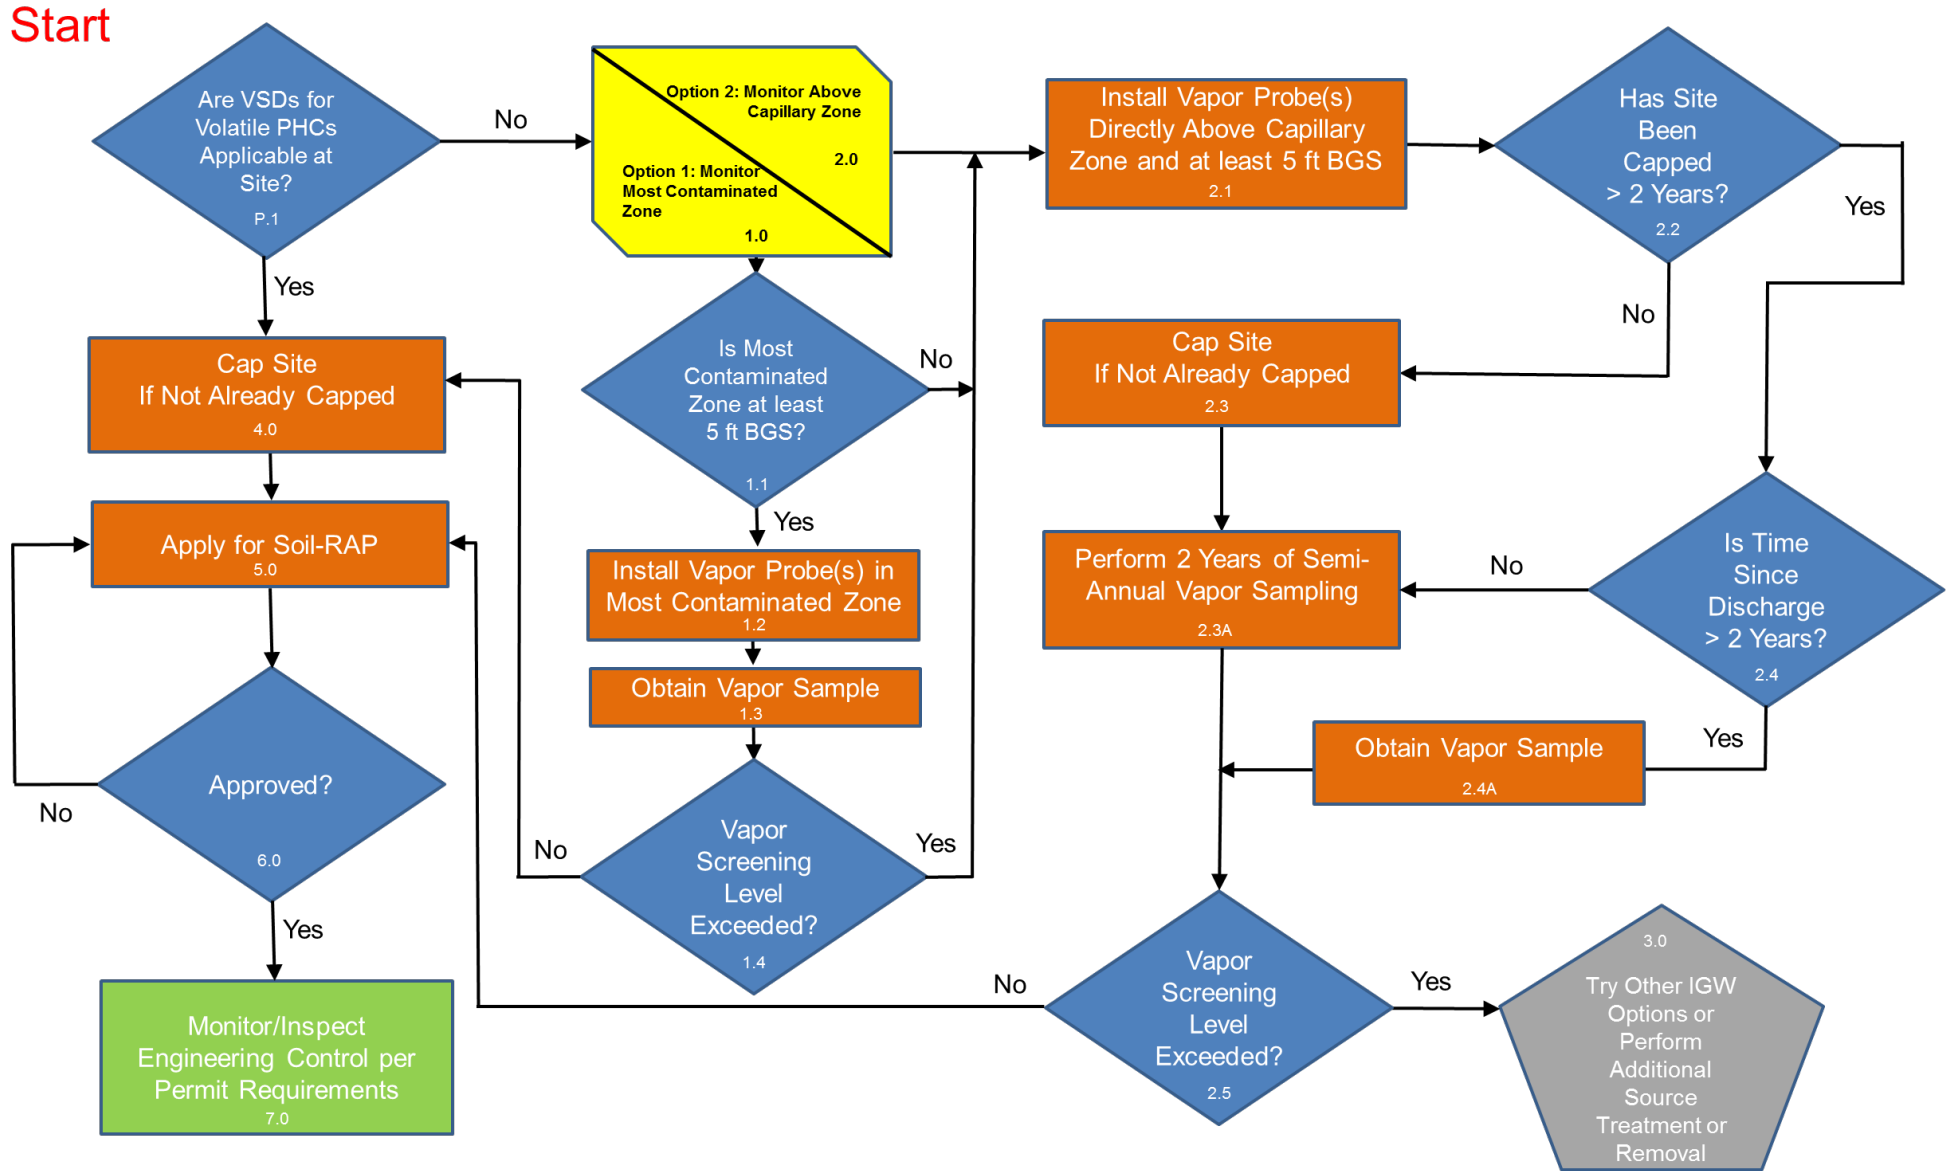 Start
Are VSDs for
Volatile PHCs
Applicable at
Site?
P.1
No
Yes
Option 2: Monitor Above
Capillary Zone
2.0
Option 1: Monitor
Most Contaminated
Zone
1.0
Install Vapor Probe(s)
Directly Above Capillary
Zone and at least 5 ft BGS
2.1
Has Site
Been
Capped
> 2 Years?
2.2
Yes
No
Cap Site
If Not Already Capped
4.0
Is Most
Contaminated
Zone at least
5 ft BGS?
1.1
No
Yes
Cap Site
If Not Already Capped
2.3
Apply for Soil-RAP
5.0
Install Vapor Probe(s) in
Most Contaminated Zone
1.2
Perform 2 Years of Semi-
Annual Vapor Sampling
2.3A
No
Is Time
Since
Discharge
> 2 Years?
2.4
Yes
Obtain Vapor Sample
1.3
Obtain Vapor Sample
2.4A
Approved?
6.0
No
Yes
Vapor
Screening
Level
Exceeded?
1.4
No
Yes
Monitor/Inspect
Engineering Control per
Permit Requirements
7.0
Vapor
Screening
Level
Exceeded?
2.5
No
Yes
3.0
Try Other IGW
Options or
Perform
Additional
Source
Treatment or
Removal